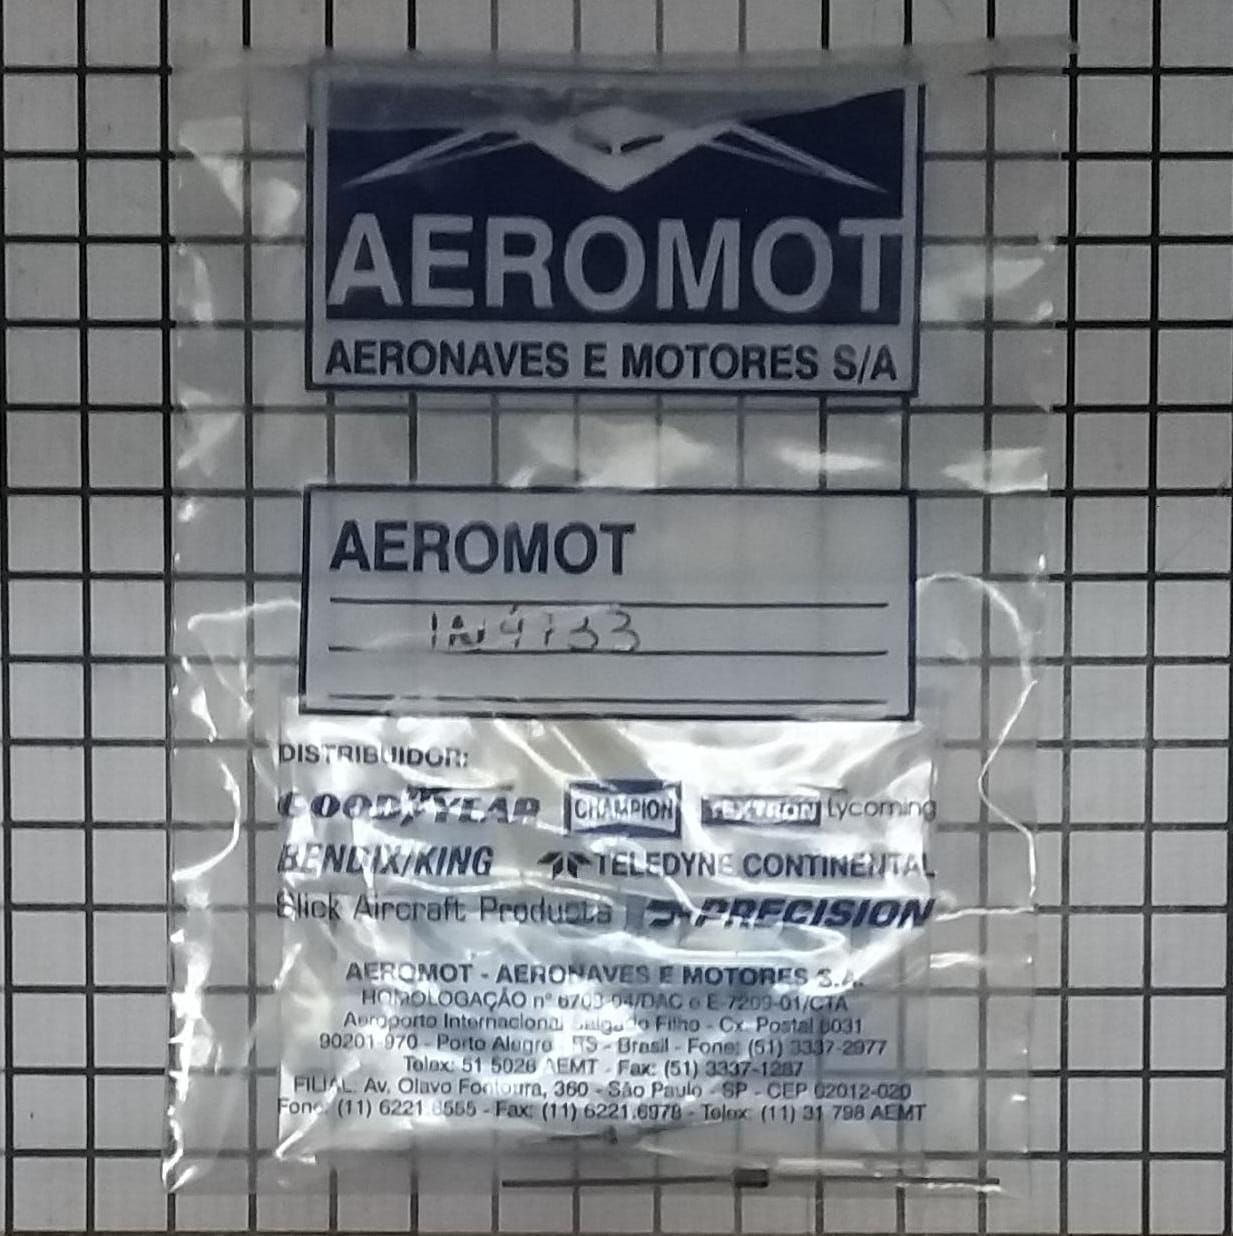 AEROMOT
AERONAVES E MOTORES S/A
AEROMOT
1N4733
DISTRIBUIDOR:
GOODYEAR CHAMPION TEXTRON Lycoming
BENDIX/KING TELEDYNE CONTINENTAL
Slick Aircraft Products PRECISION
AEROMOT - AERONAVES E MOTORES S.A.
HOMOLOGAÇÃO nº 6703-04/DAC e E-7209-01/CTA
Aeroporto Internacional Salgado Filho - Cx. Postal 8031
90201-970 - Porto Alegre - RS - Brasil - Fone: (51) 3337-2977
Telex: 51 5026 AEMT - Fax: (51) 3337-1287
FILIAL: Av. Olavo Fontoura, 360 - São Paulo - SP - CEP 02012-020
Fone: (11) 6221.8555 - Fax: (11) 6221.6978 - Telex: (11) 31 798 AEMT